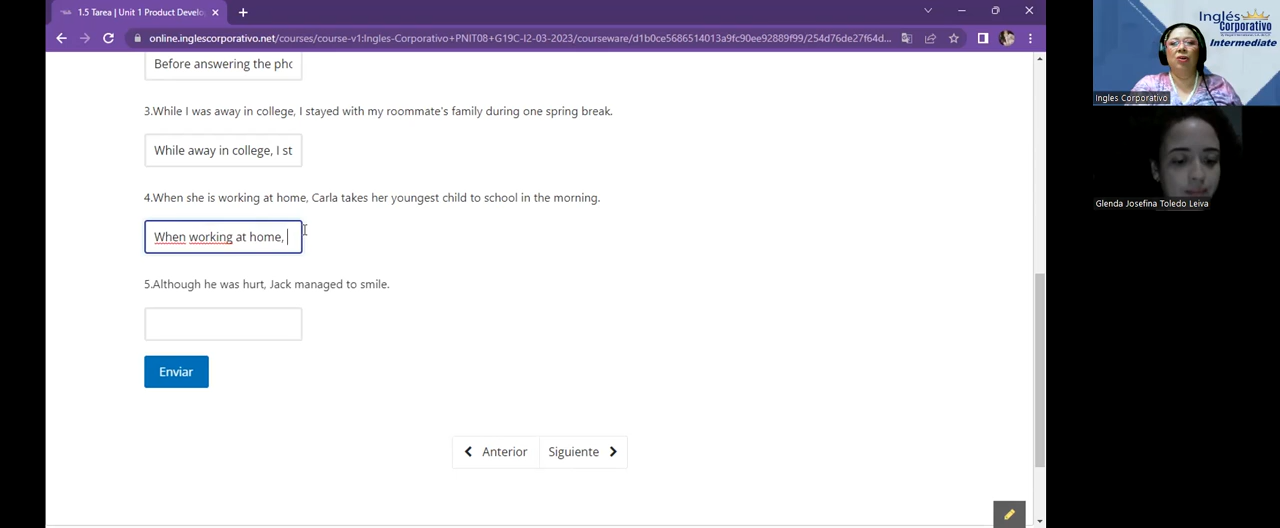 1.5 Tarea | Unit 1 Product Develo
online.inglescorporativo.net/courses/course-v1:Ingles-Corporativo+PNIT08+G19C-I2-03-2023/courseware/d1b0ce5686514013a9fc90ee92889f99/254d76de27f64d...
Before answering the pho
3.While I was away in college, I stayed with my roommate's family during one spring break.
While away in college, I st
4.When she is working at home, Carla takes her youngest child to school in the morning.
When working at home,
5.Although he was hurt, Jack managed to smile.
Enviar
Anterior Siguiente
Inglés
Corporativo
Intermediate
Ingles Corporativo
Glenda Josefina Toledo Leiva